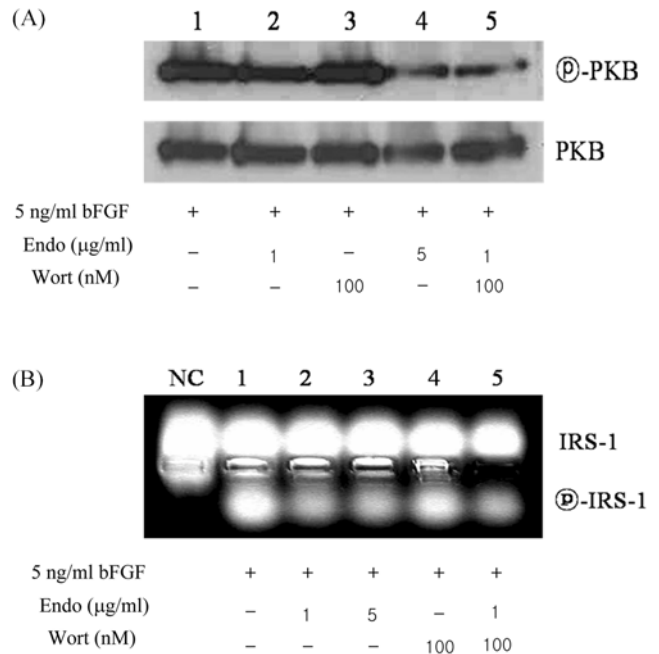 (A)
1 2 3 4 5
ⓟ-PKB
PKB
5 ng/ml bFGF + + + + +
Endo (µg/ml) – 1 – 5 1
Wort (nM) – – 100 – 100
(B)
NC 1 2 3 4 5
IRS-1
ⓟ-IRS-1
5 ng/ml bFGF + + + + +
Endo (µg/ml) – 1 5 – 1
Wort (nM) – – – 100 100